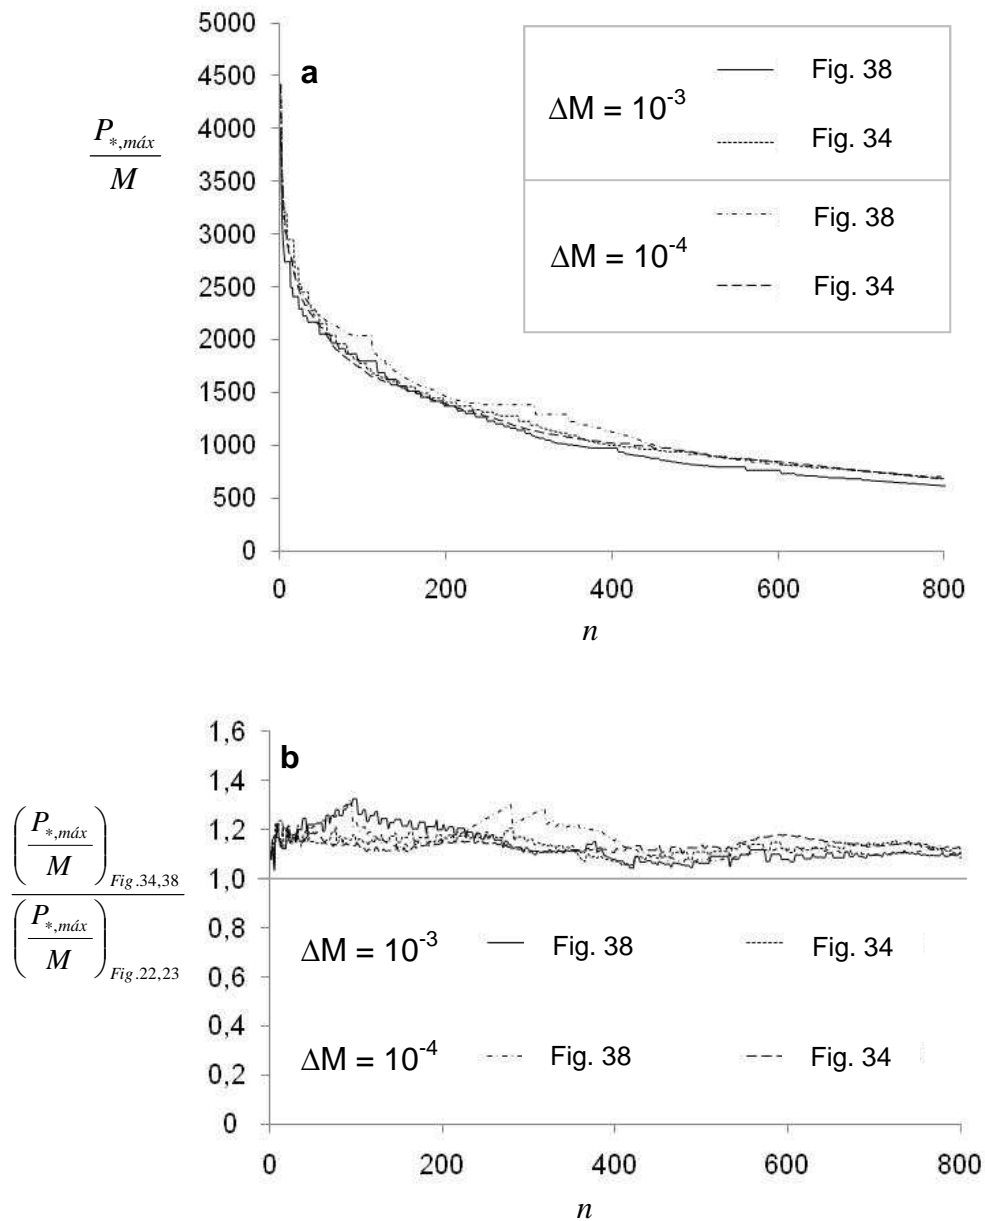 5000
a
Fig. 38
4500
ΔM = 10-3
P*,máx
M
4000
Fig. 34
3500
Fig. 38
3000
ΔM = 10-4
2500
Fig. 34
2000
1500
1000
500
0
0 200 400 600 800
n
1,6
b
1,4
1,2
1,0
(P*,máx / M) Fig.34,38
(P*,máx / M) Fig.22,23
0,8
ΔM = 10-3 Fig. 38 Fig. 34
0,6
0,4
ΔM = 10-4 Fig. 38 Fig. 34
0,2
0
0 200 400 600 800
n